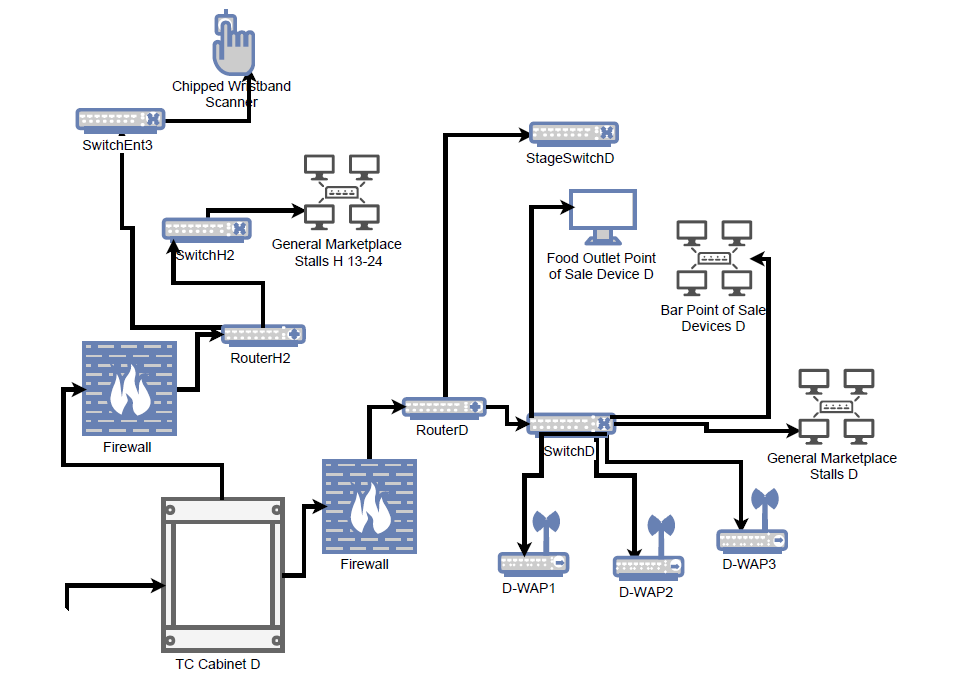 Chipped Wristband
Scanner
SwitchEnt3
StageSwitchD
General Marketplace
Stalls H 13-24
SwitchH2
Food Outlet Point
of Sale Device D
Bar Point of Sale
Devices D
RouterH2
RouterD
Firewall
SwitchD
General Marketplace
Stalls D
Firewall
D-WAP1
D-WAP2
D-WAP3
TC Cabinet D